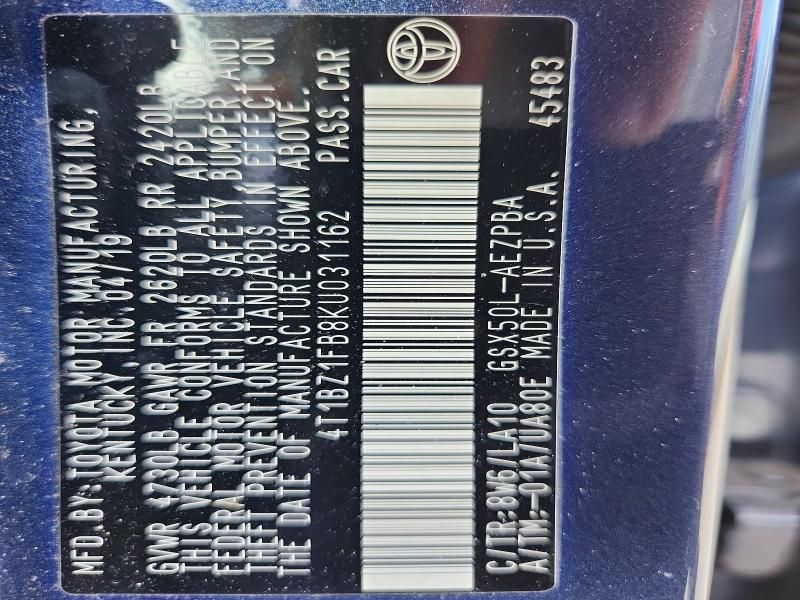 MFD.BY: TOYOTA MOTOR MANUFACTURING,
KENTUCKY, INC. 04/19
GVWR 4730LB GAWR FR 2620LB RR 2420LB
THIS VEHICLE CONFORMS TO ALL APPLICABLE
FEDERAL MOTOR VEHICLE SAFETY BUMPER, AND
THEFT PREVENTION STANDARDS IN EFFECT ON
THE DATE OF MANUFACTURE SHOWN ABOVE.
4T1BZ1FB8KU031162 PASS.CAR
C/TR:8W6/LA10 GSX50L-AEZPBA
A/TM:-01A/UA80E MADE IN U.S.A. 45483